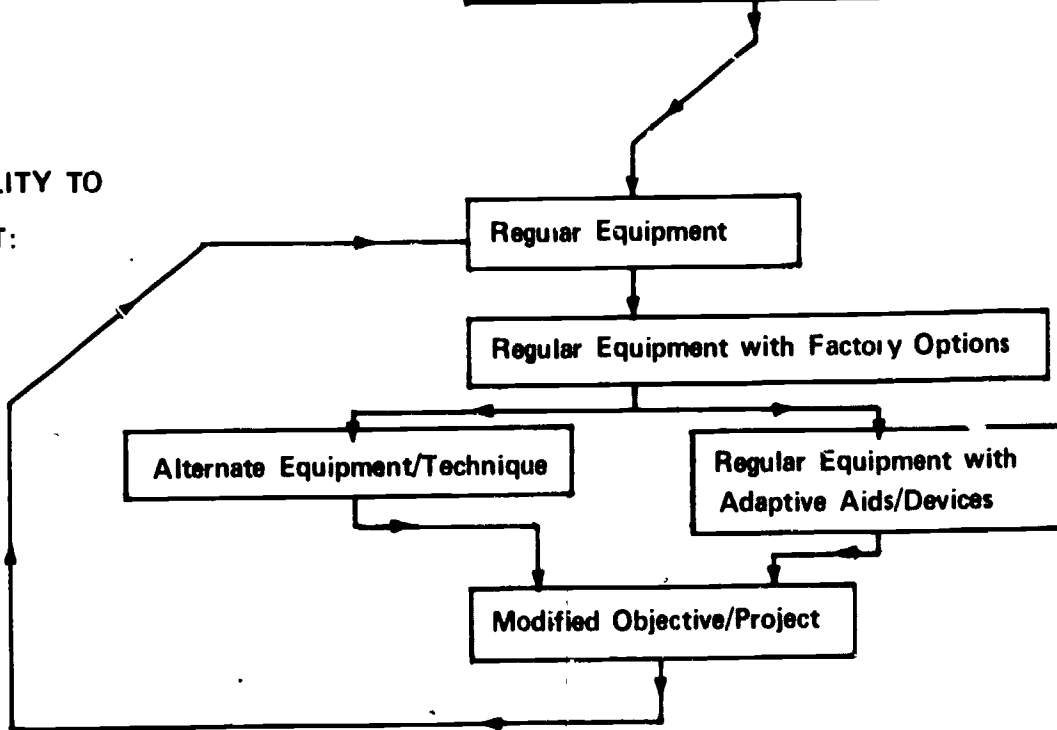 LITY TO
T:
Regular Equipment
Regular Equipment with Factory Options
Alternate Equipment/Technique
Regular Equipment with
Adaptive Aids/Devices
Modified Objective/Project